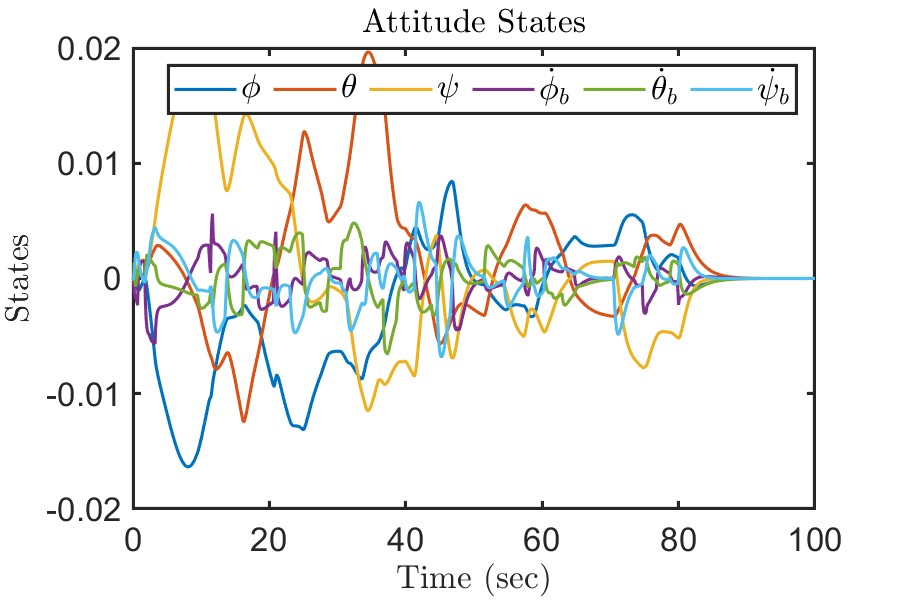 Attitude States
0.02
0.01
0
-0.01
-0.02
States
ϕ θ ψ ϕ̇_b θ̇_b ψ̇_b
0 20 40 60 80 100
Time (sec)